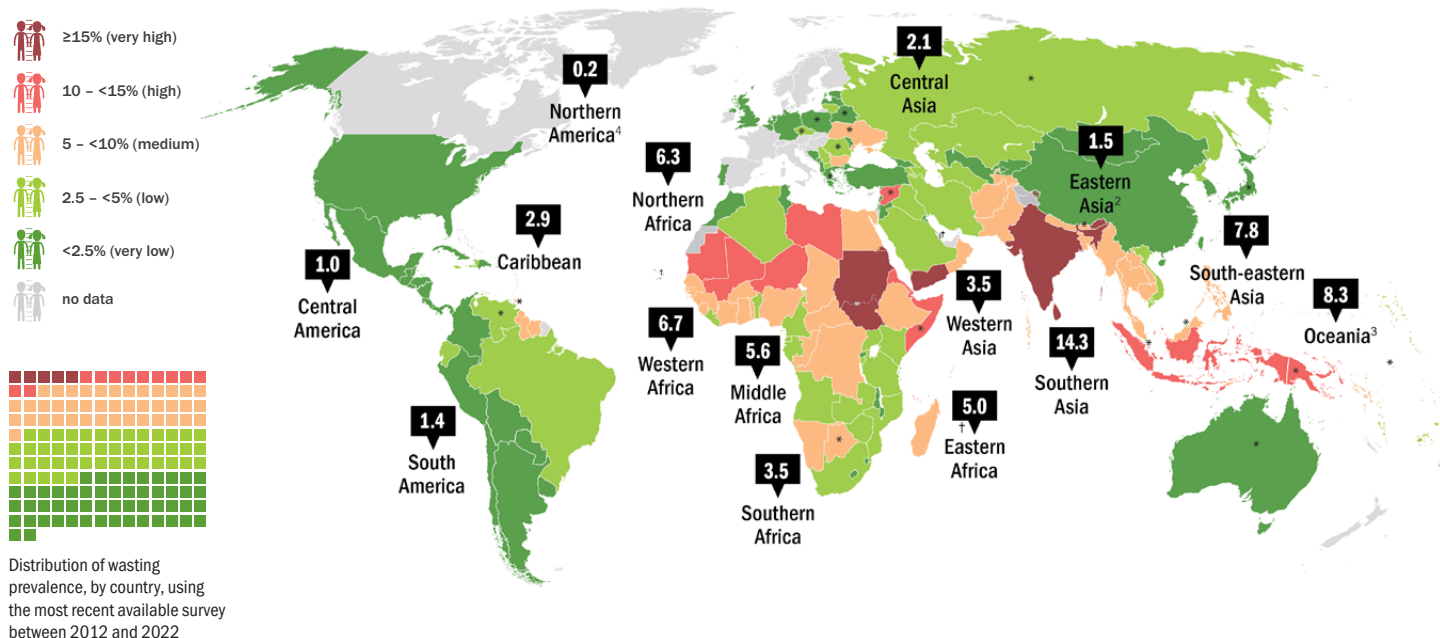 ≥15% (very high)
10 – <15% (high)
5 – <10% (medium)
2.5 – <5% (low)
<2.5% (very low)
no data
0.2
Northern
America⁴
2.1
Central
Asia
1.5
Eastern
Asia²
6.3
Northern
Africa
2.9
Caribbean
1.0
Central
America
7.8
South-eastern
Asia
8.3
Oceania³
3.5
Western
Asia
14.3
Southern
Asia
6.7
Western
Africa
5.6
Middle
Africa
5.0
†
Eastern
Africa
1.4
South
America
3.5
Southern
Africa
Distribution of wasting
prevalence, by country, using
the most recent available survey
between 2012 and 2022